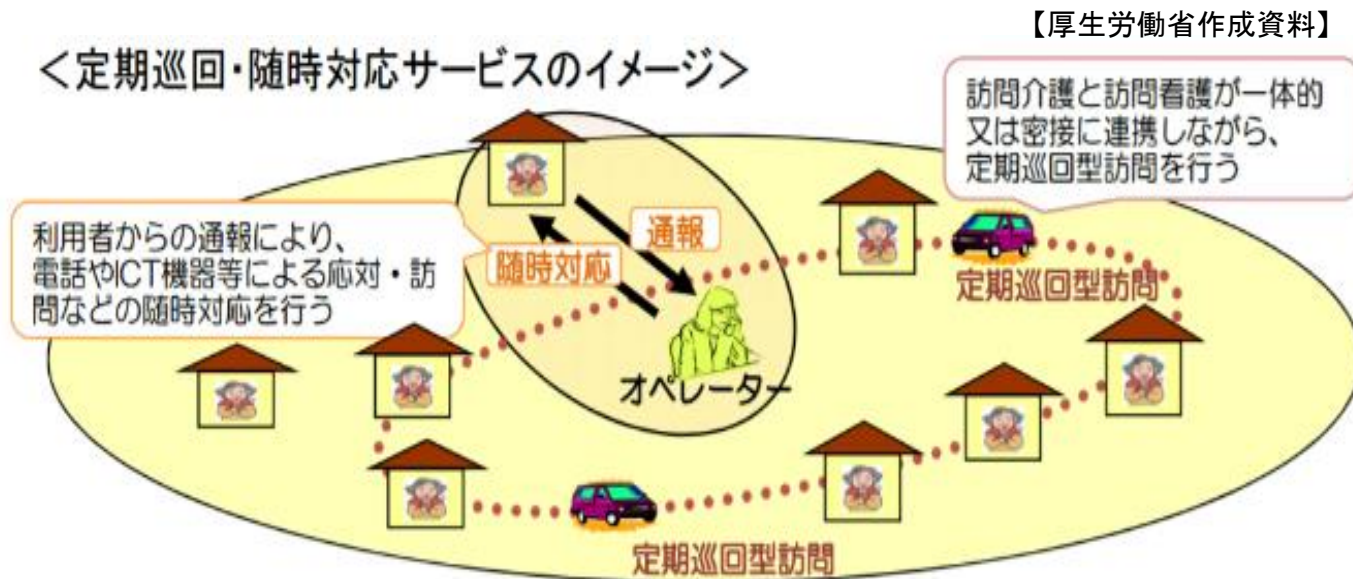 【厚生労働省作成資料】
＜定期巡回・随時対応サービスのイメージ＞
訪問介護と訪問看護が一体的
又は密接に連携しながら、
定期巡回型訪問を行う
利用者からの通報により、
電話やICT機器等による応対・訪
問などの随時対応を行う
通報
随時対応
定期巡回型訪問
オペレーター
定期巡回型訪問